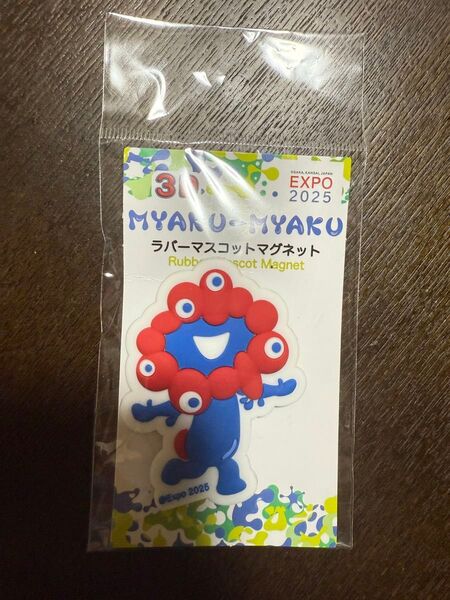 3D
OSAKA, KANSAI, JAPAN
EXPO
2025
MYAKU-MYAKU
ラバーマスコットマグネット
Rubber Mascot Magnet
©Expo 2025